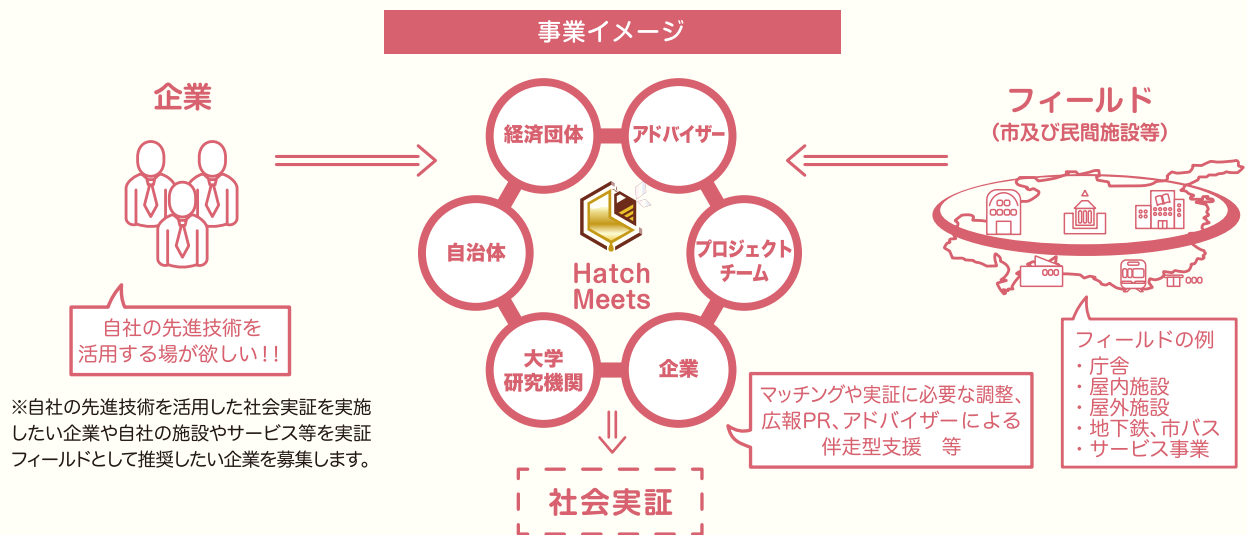 事業イメージ
企業
自社の先進技術を
活用する場が欲しい!!
※自社の先進技術を活用した社会実証を実施
したい企業や自社の施設やサービス等を実証
フィールドとして推奨したい企業を募集します。
経済団体
アドバイザー
自治体
Hatch
Meets
プロジェクト
チーム
大学
研究機関
企業
社会実証
マッチングや実証に必要な調整、
広報PR、アドバイザーによる
伴走型支援 等
フィールド
(市及び民間施設等)
フィールドの例
・庁舎
・屋内施設
・屋外施設
・地下鉄、市バス
・サービス事業